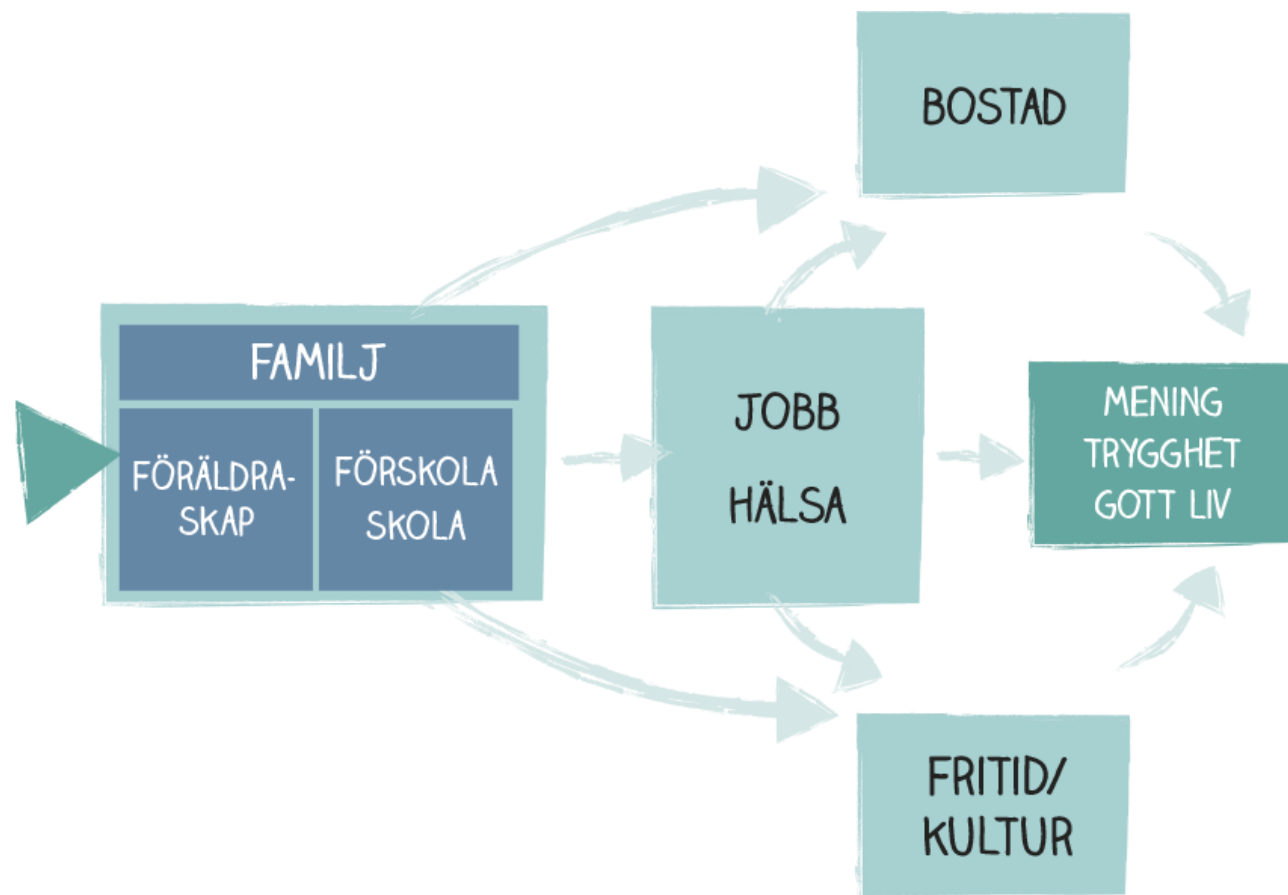 BOSTAD
FAMILJ
FÖRÄLDRA-
SKAP
FÖRSKOLA
SKOLA
JOBB
HÄLSA
MENING
TRYGGHET
GOTT LIV
FRITID/
KULTUR